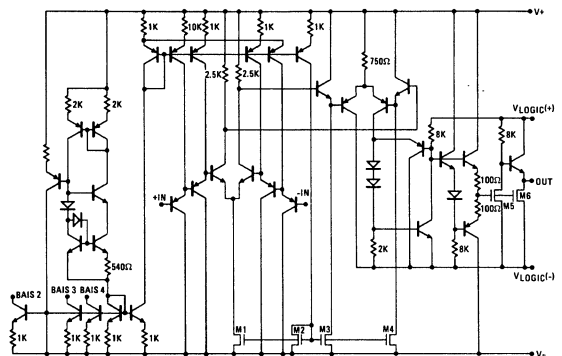 1K 10K 1K 1K 1K V+
2K 2K 2.5K 2.5K 750Ω VLOGIC(+)
8K 8K
+IN -IN 100Ω OUT
100Ω M5 M6
540Ω 2K 8K
VLOGIC(-)
BAIS 2 BAIS 3 BAIS 4 M1 M2 M3 M4
1K 1K 1K 1K 1K V-